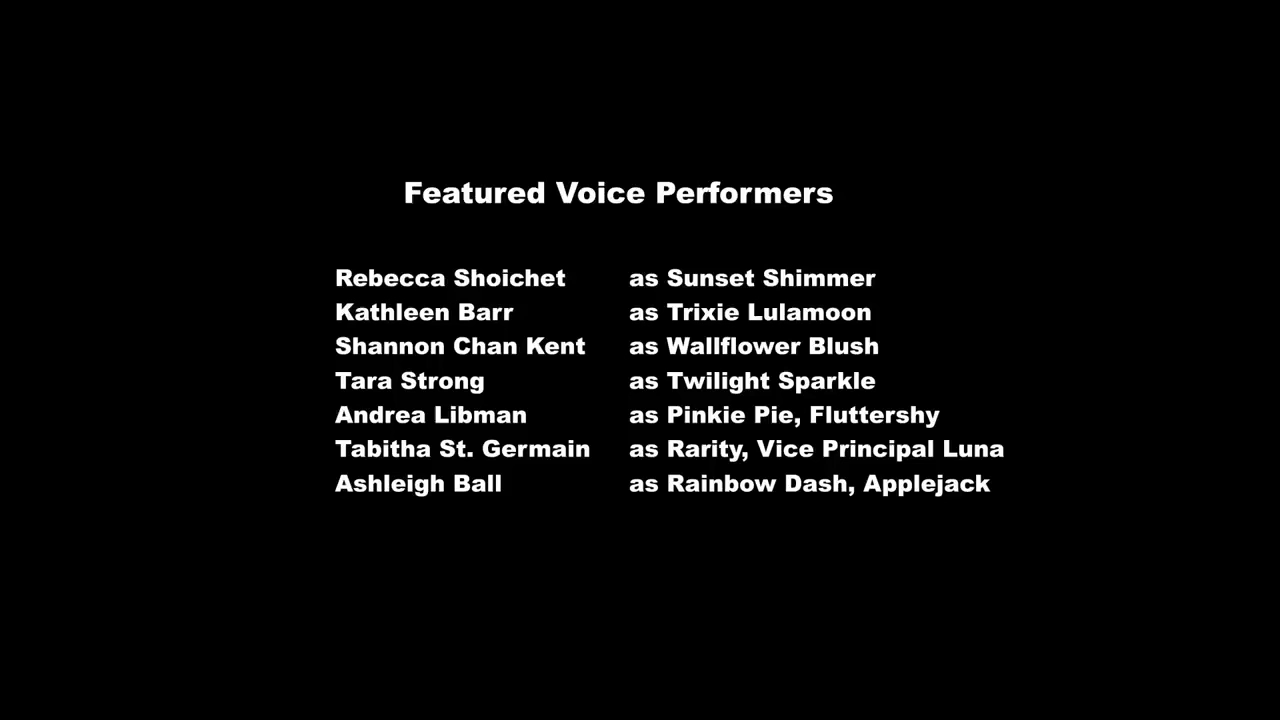 Featured Voice Performers
Rebecca Shoichet as Sunset Shimmer
Kathleen Barr as Trixie Lulamoon
Shannon Chan Kent as Wallflower Blush
Tara Strong as Twilight Sparkle
Andrea Libman as Pinkie Pie, Fluttershy
Tabitha St. Germain as Rarity, Vice Principal Luna
Ashleigh Ball as Rainbow Dash, Applejack